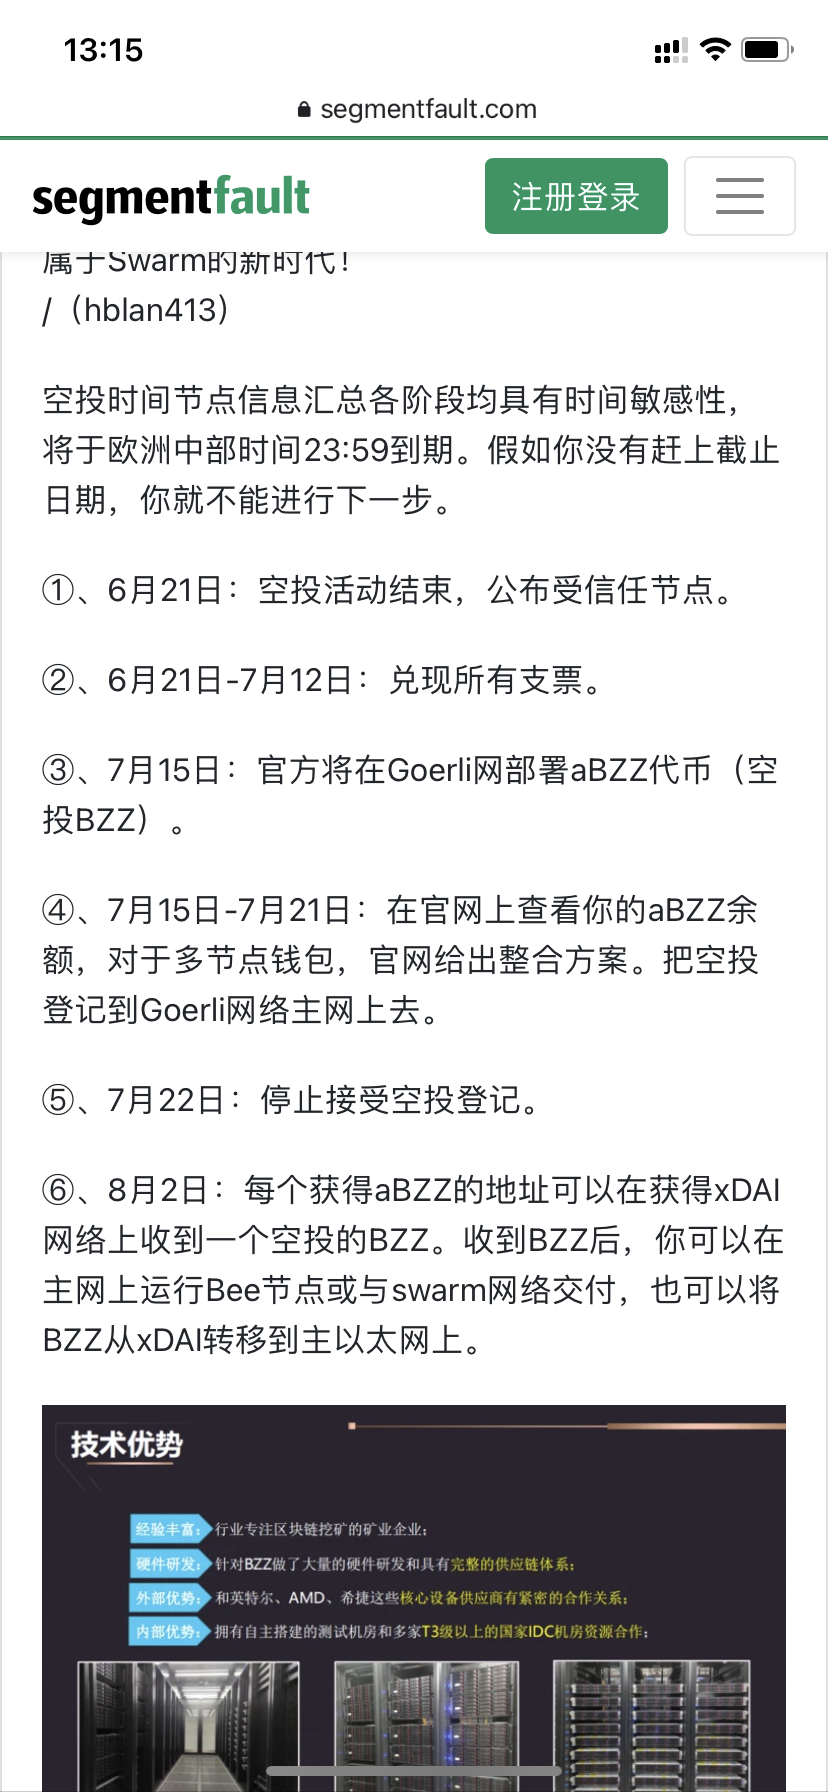 13:15
segmentfault.com
segmentfault
注册登录
属于Swarm的新时代！
/（hblan413）
空投时间节点信息汇总各阶段均具有时间敏感性，
将于欧洲中部时间23:59到期。假如你没有赶上截止
日期，你就不能进行下一步。
①、6月21日：空投活动结束，公布受信任节点。
②、6月21日-7月12日：兑现所有支票。
③、7月15日：官方将在Goerli网部署aBZZ代币（空
投BZZ）。
④、7月15日-7月21日：在官网上查看你的aBZZ余
额，对于多节点钱包，官网给出整合方案。把空投
登记到Goerli网络主网上去。
⑤、7月22日：停止接受空投登记。
⑥、8月2日：每个获得aBZZ的地址可以在获得xDAI
网络上收到一个空投的BZZ。收到BZZ后，你可以在
主网上运行Bee节点或与swarm网络交付，也可以将
BZZ从xDAI转移到主以太网上。
技术优势
经验丰富：行业专注区块链挖矿的矿业企业；
硬件研发：针对BZZ做了大量的硬件研发和具有完整的供应链体系；
外部优势：和英特尔、AMD、希捷这些核心设备供应商有紧密的合作关系；
内部优势：拥有自主搭建的测试机房和多家T3级以上的国家IDC机房资源合作；